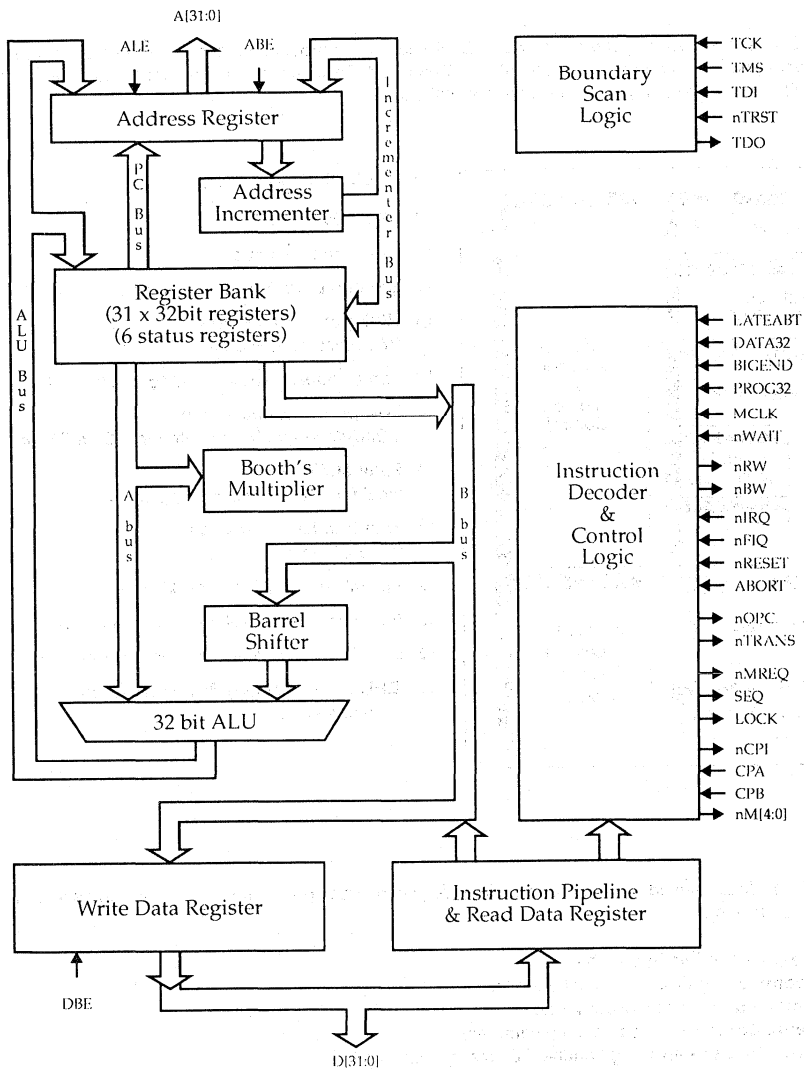 A[31:0]
ALE
ABE
Address Register
Incrementer Bus
PC Bus
Address
Incrementer
Register Bank
(31 x 32bit registers)
(6 status registers)
ALU Bus
A bus
B bus
Booth's
Multiplier
Barrel
Shifter
32 bit ALU
Write Data Register
DBE
Instruction Pipeline
& Read Data Register
D[31:0]
Boundary
Scan
Logic
TCK
TMS
TDI
nTRST
TDO
Instruction
Decoder
&
Control
Logic
LATEABT
DATA32
BIGEND
PROG32
MCLK
nWAIT
nRW
nBW
nIRQ
nFIQ
nRESET
ABORT
nOPC
nTRANS
nMREQ
SEQ
LOCK
nCPI
CPA
CPB
nM[4:0]